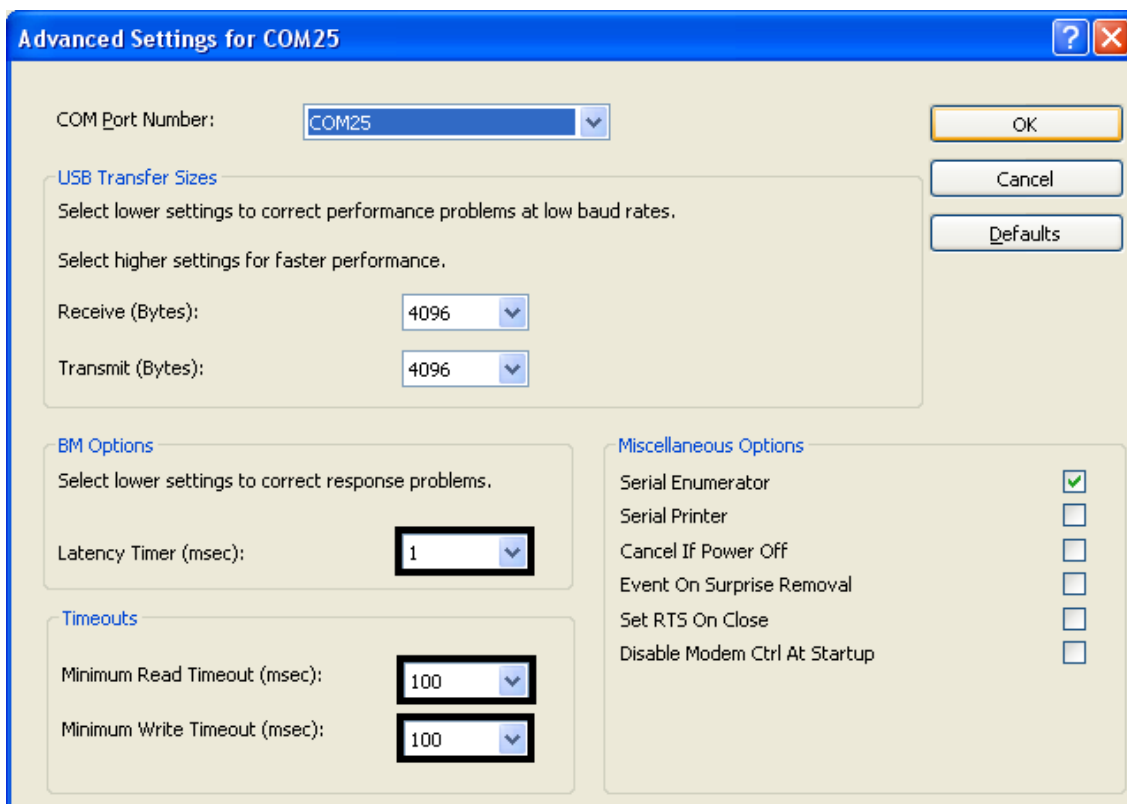 Advanced Settings for COM25
COM Port Number: COM25
OK
USB Transfer Sizes
Cancel
Select lower settings to correct performance problems at low baud rates.
Defaults
Select higher settings for faster performance.
Receive (Bytes): 4096
Transmit (Bytes): 4096
BM Options
Select lower settings to correct response problems.
Latency Timer (msec): 1
Timeouts
Minimum Read Timeout (msec): 100
Minimum Write Timeout (msec): 100
Miscellaneous Options
Serial Enumerator
Serial Printer
Cancel If Power Off
Event On Surprise Removal
Set RTS On Close
Disable Modem Ctrl At Startup